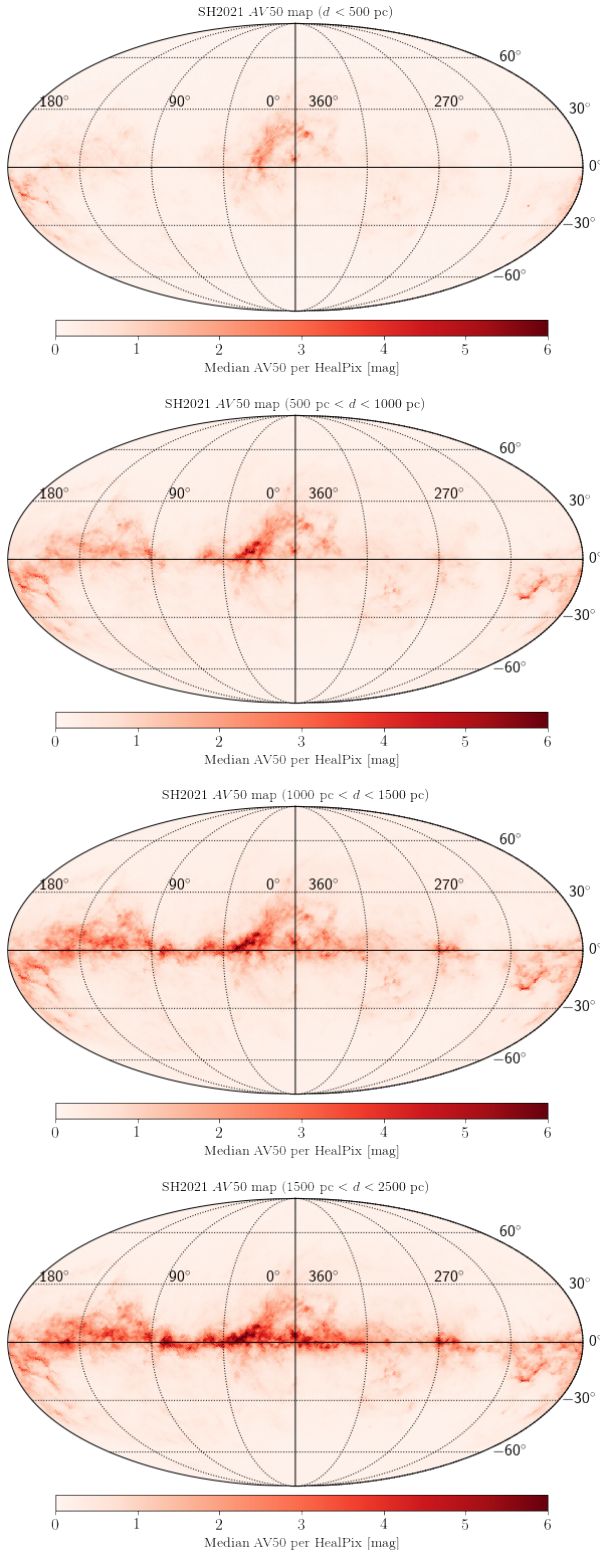 SH2021 AV50 map (d < 500 pc)
60°
180° 90° 0° 360° 270° 30°
0°
−30°
−60°
0 1 2 3 4 5 6
Median AV50 per HealPix [mag]
SH2021 AV50 map (500 pc < d < 1000 pc)
60°
180° 90° 0° 360° 270° 30°
0°
−30°
−60°
0 1 2 3 4 5 6
Median AV50 per HealPix [mag]
SH2021 AV50 map (1000 pc < d < 1500 pc)
60°
180° 90° 0° 360° 270° 30°
0°
−30°
−60°
0 1 2 3 4 5 6
Median AV50 per HealPix [mag]
SH2021 AV50 map (1500 pc < d < 2500 pc)
60°
180° 90° 0° 360° 270° 30°
0°
−30°
−60°
0 1 2 3 4 5 6
Median AV50 per HealPix [mag]